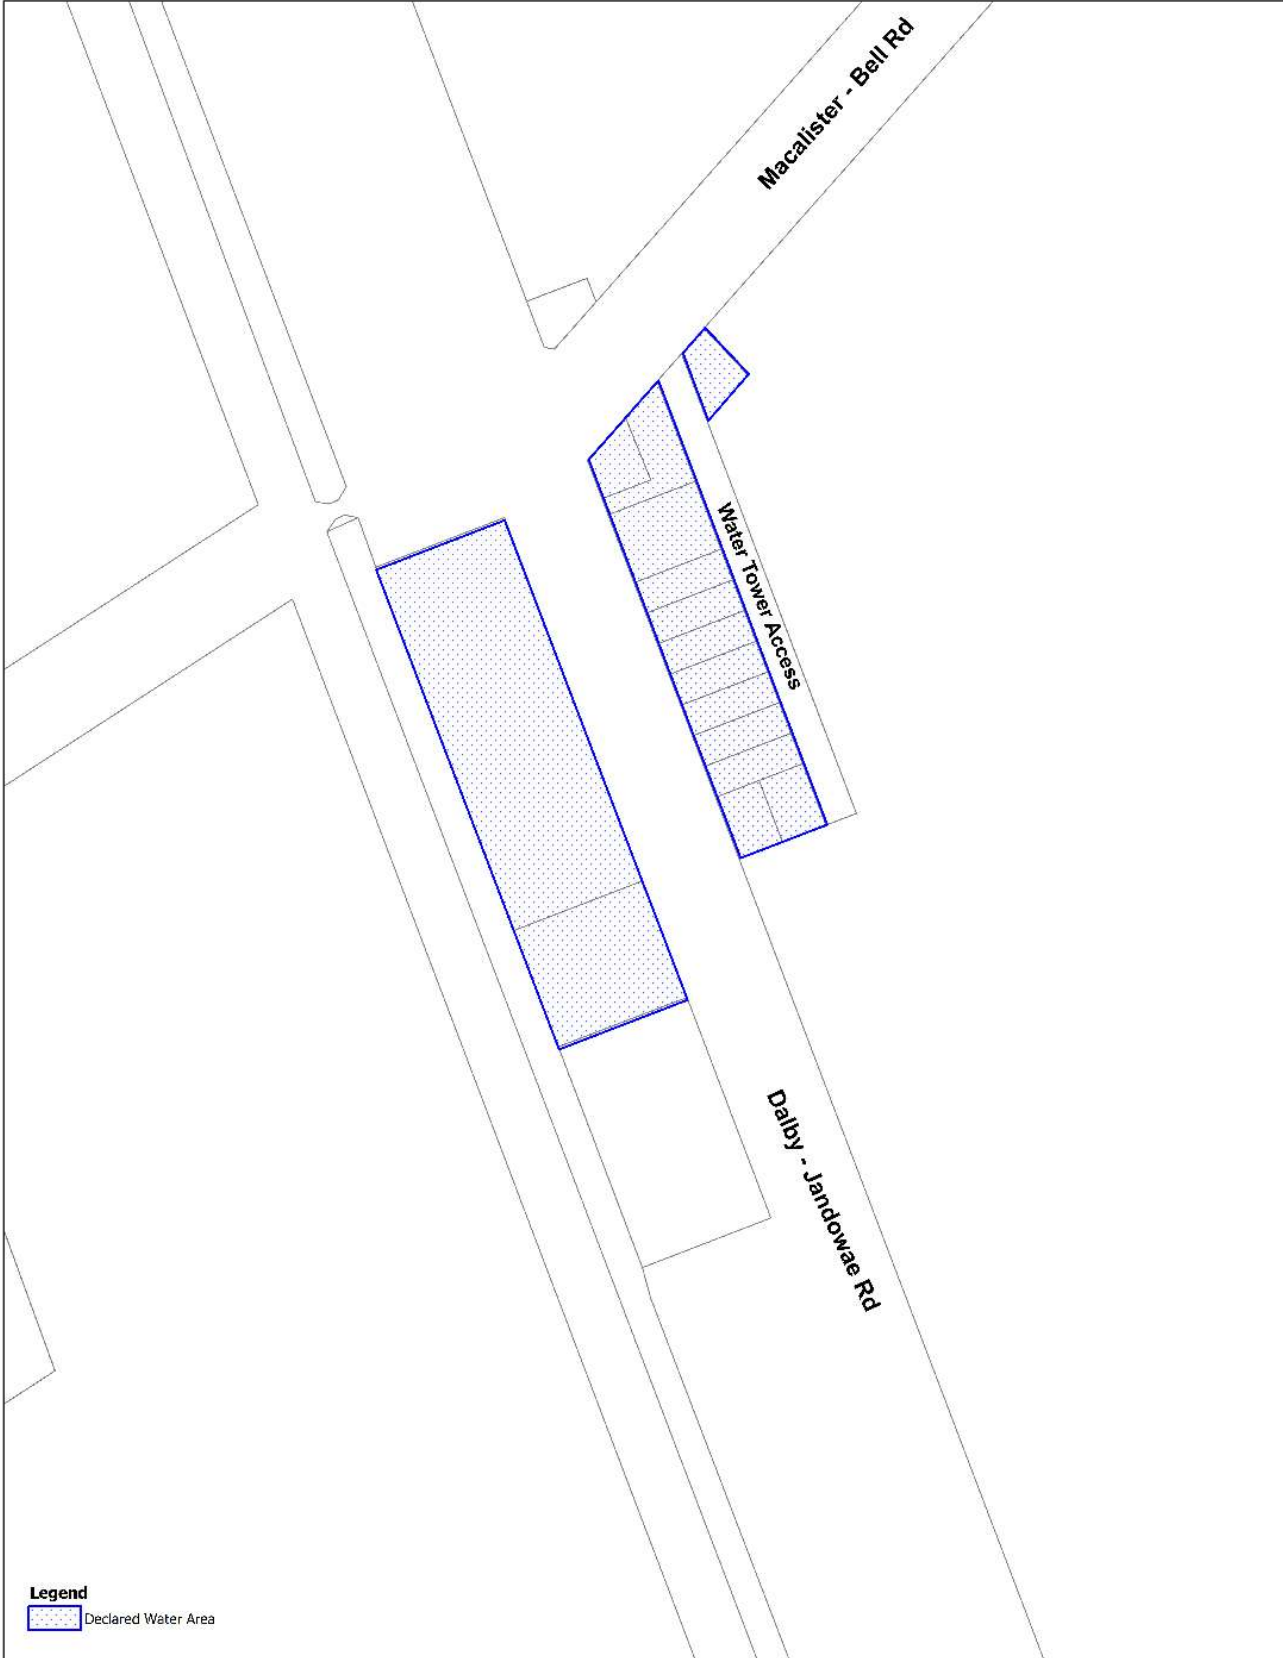 Macalister - Bell Rd
Water Tower Access
Dalby - Jandowae Rd
Legend
Declared Water Area